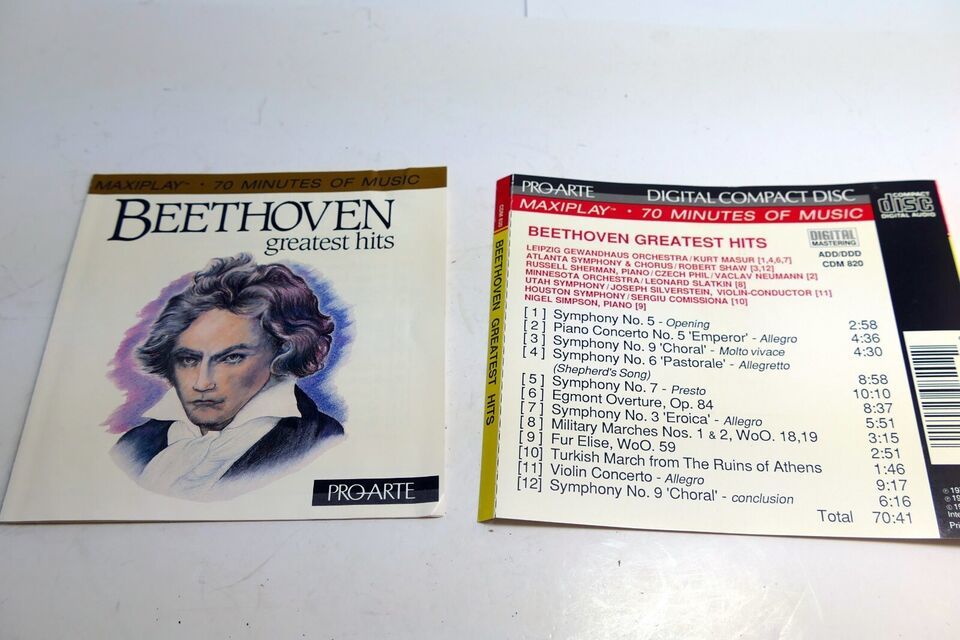 MAXIPLAY™ · 70 MINUTES OF MUSIC
BEETHOVEN
greatest hits
PRO-ARTE
CDM 820
BEETHOVEN GREATEST HITS
PRO-ARTE DIGITAL COMPACT DISC
MAXIPLAY™ · 70 MINUTES OF MUSIC
COMPACT
disc
DIGITAL AUDIO
BEETHOVEN GREATEST HITS
DIGITAL
MASTERING
ADD/DDD
CDM 820
LEIPZIG GEWANDHAUS ORCHESTRA/KURT MASUR [1,4,6,7]
ATLANTA SYMPHONY & CHORUS/ROBERT SHAW [3,12]
RUSSELL SHERMAN, PIANO/CZECH PHIL/VACLAV NEUMANN [2]
MINNESOTA ORCHESTRA/LEONARD SLATKIN [8]
UTAH SYMPHONY/JOSEPH SILVERSTEIN, VIOLIN-CONDUCTOR [11]
HOUSTON SYMPHONY/SERGIU COMISSIONA [10]
NIGEL SIMPSON, PIANO [9]
[1] Symphony No. 5 - Opening 2:58
[2] Piano Concerto No. 5 'Emperor' - Allegro 4:36
[3] Symphony No. 9 'Choral' - Molto vivace 4:30
[4] Symphony No. 6 'Pastorale' - Allegretto
(Shepherd's Song) 8:58
[5] Symphony No. 7 - Presto 10:10
[6] Egmont Overture, Op. 84 8:37
[7] Symphony No. 3 'Eroica' - Allegro 5:51
[8] Military Marches Nos. 1 & 2, WoO. 18,19 3:15
[9] Fur Elise, WoO. 59 2:51
[10] Turkish March from The Ruins of Athens 1:46
[11] Violin Concerto - Allegro 9:17
[12] Symphony No. 9 'Choral' - conclusion 6:16
Total 70:41